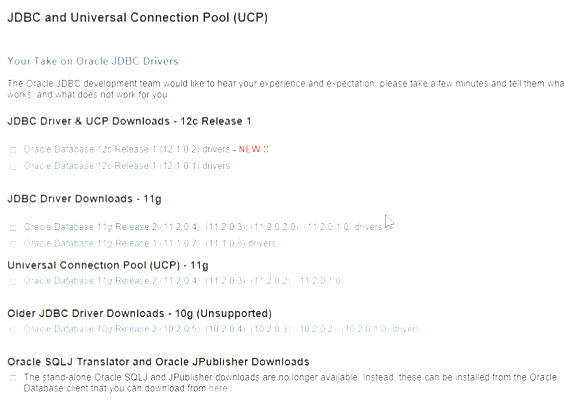 JDBC and Universal Connection Pool (UCP)
Your Take on Oracle JDBC Drivers
The Oracle JDBC development team would like to hear your experience and expectation please take a few minutes and tell them wha
works and what does not work for you
JDBC Driver & UCP Downloads - 12c Release 1
Oracle Database 12c Release 1 (12.1.0.2) drivers - NEW !!
Oracle Database 12c Release 1 (12.1.0.1) drivers
JDBC Driver Downloads - 11g
Oracle Database 11g Release 2 (11.2.0.4), (11.2.0.3), (11.2.0.2.0), (11.2.0.1.0) drivers
Oracle Database 11g Release 1 (11.1.0.7), (11.1.0.6) drivers
Universal Connection Pool (UCP) - 11g
Oracle Database 11g Release 2 (11.2.0.4), (11.2.0.3), (11.2.0.2), (11.2.0.1.0)
Older JDBC Driver Downloads - 10g (Unsupported)
Oracle Database 10g Release 2 (10.2.0.5), (10.2.0.4), (10.2.0.3), (10.2.0.2), (10.2.0.1.0) drivers
Oracle SQLJ Translator and Oracle JPublisher Downloads
The stand-alone Oracle SQLJ and JPublisher downloads are no longer available. Instead, these can be installed from the Oracle
Database client that you can download from here